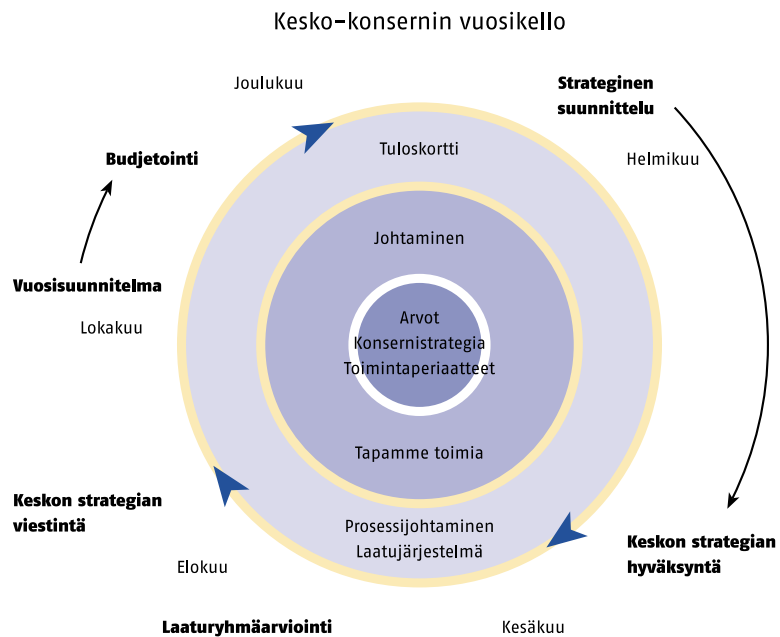 Kesko-konsernin vuosikello
Joulukuu
Strateginen
suunnittelu
Budjetointi
Tuloskortti
Helmikuu
Johtaminen
Vuosisuunnitelma
Lokakuu
Arvot
Konsernistrategia
Toimintaperiaatteet
Tapamme toimia
Keskon strategian
viestintä
Prosessijohtaminen
Laatujärjestelmä
Keskon strategian
hyväksyntä
Elokuu
Laaturyhmäarviointi
Kesäkuu